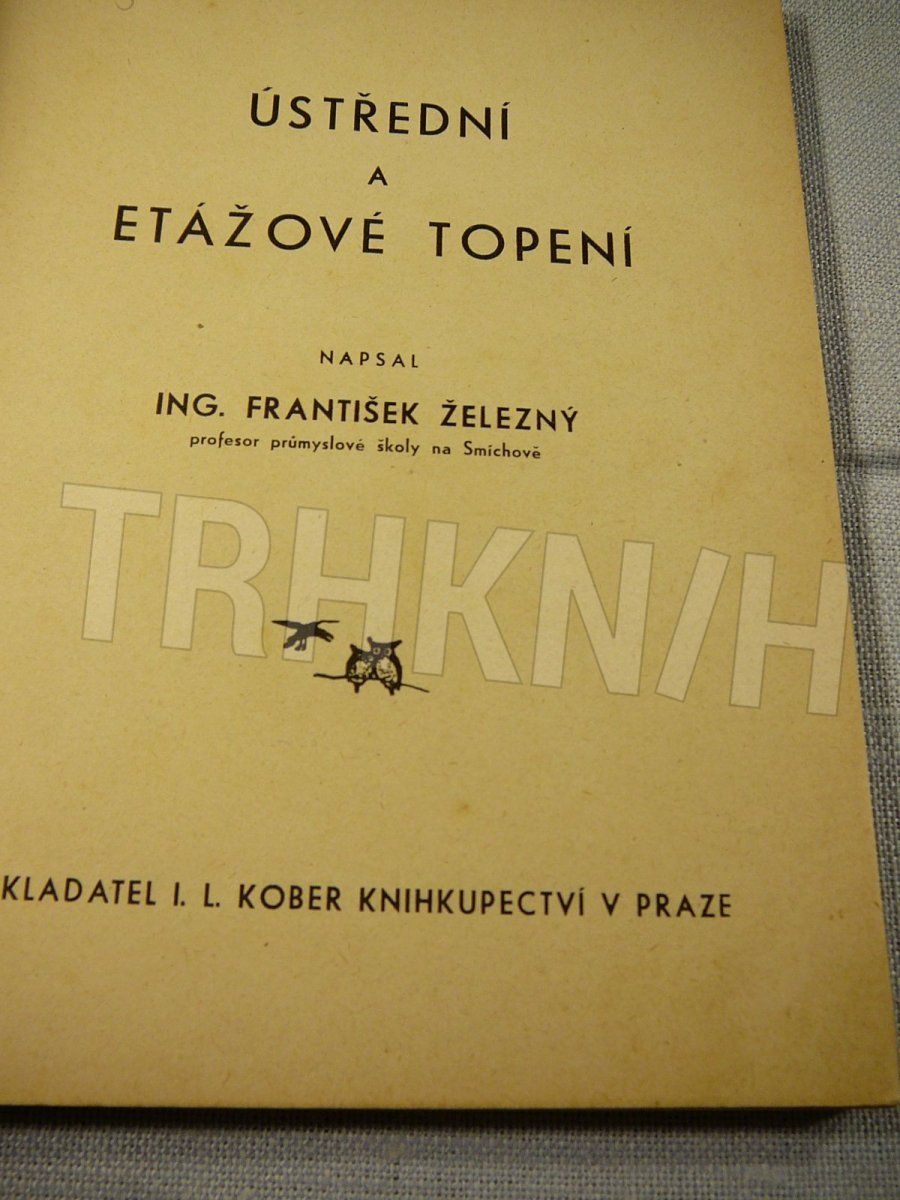 ÚSTŘEDNÍ
A
ETÁŽOVÉ TOPENÍ
NAPSAL
ING. FRANTIŠEK ŽELEZNÝ
profesor průmyslové školy na Smíchově
TRHKNIH
KLADATEL I. L. KOBER KNIHKUPECTVÍ V PRAZE